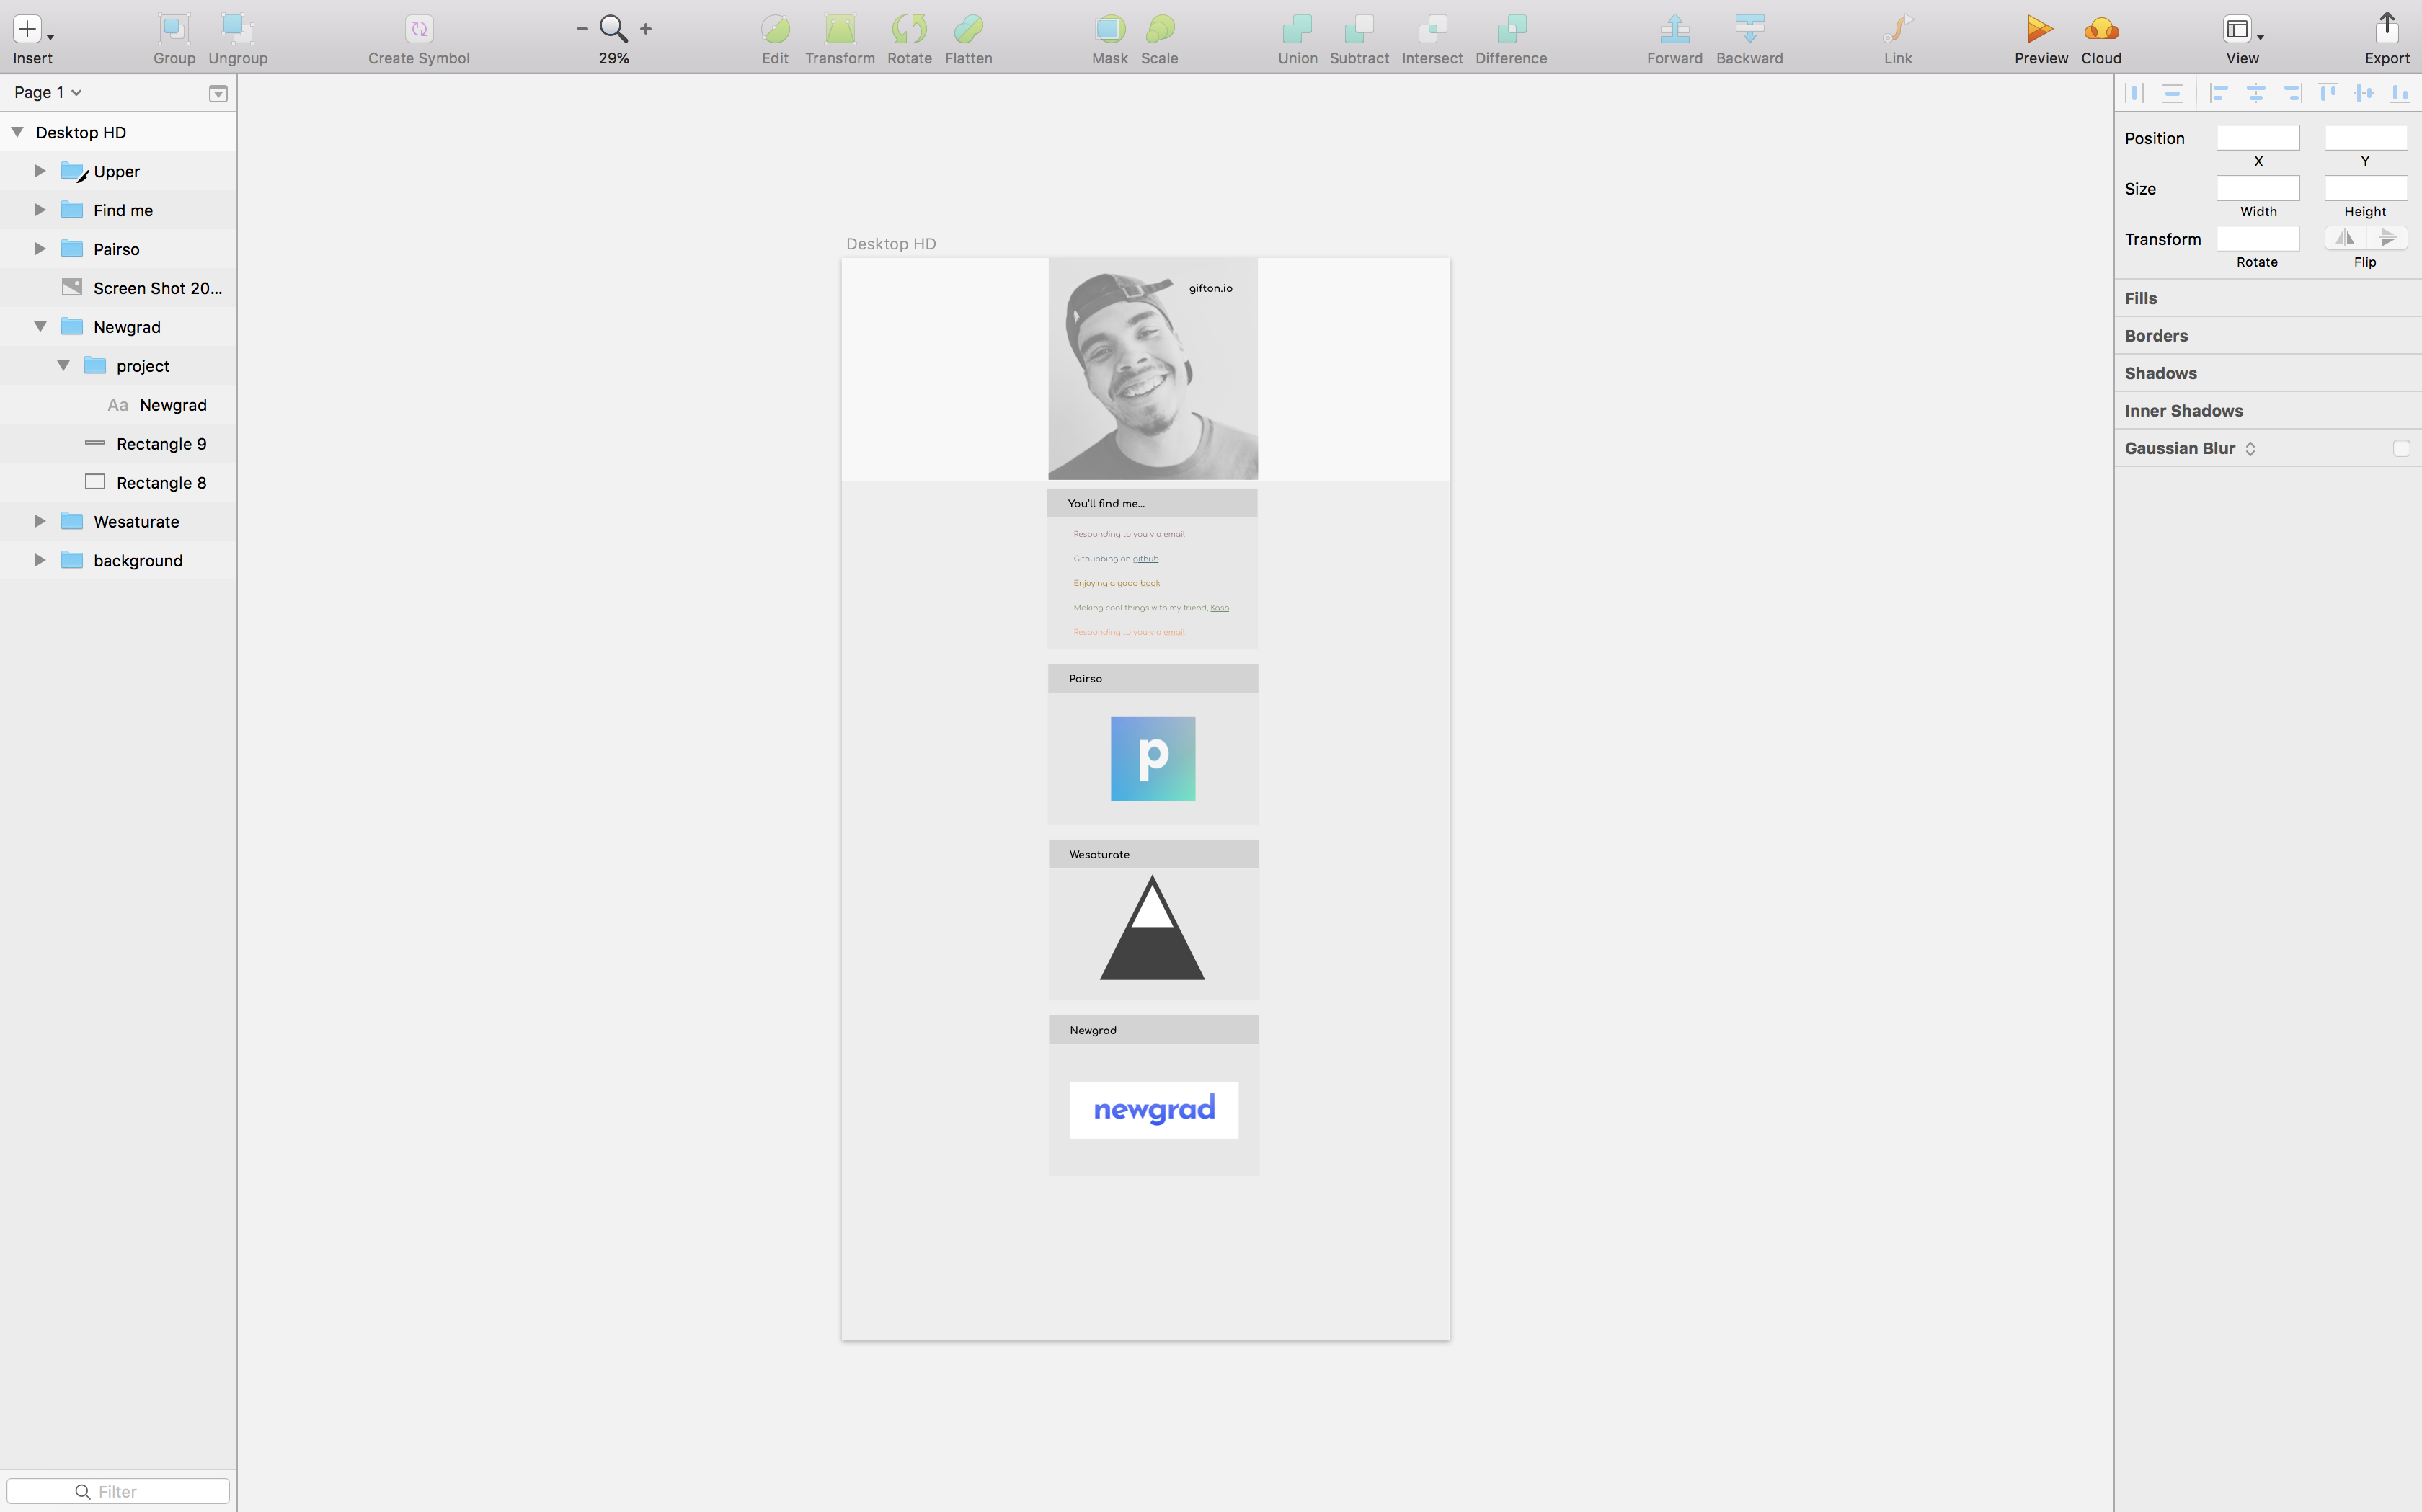 Insert
Group
Ungroup
Create Symbol
29%
Edit
Transform
Rotate
Flatten
Mask
Scale
Union
Subtract
Intersect
Difference
Forward
Backward
Link
Preview
Cloud
View
Export
Page 1
Desktop HD
Upper
Find me
Pairso
Screen Shot 20...
Newgrad
project
Aa Newgrad
Rectangle 9
Rectangle 8
Wesaturate
background
Filter
Desktop HD
gifton.io
You'll find me...
Responding to you via email
Githubbing on github
Enjoying a good book
Making cool things with my friend, Kash
Responding to you via email
Pairso
p
Wesaturate
Newgrad
newgrad
Position
X
Y
Size
Width
Height
Transform
Rotate
Flip
Fills
Borders
Shadows
Inner Shadows
Gaussian Blur